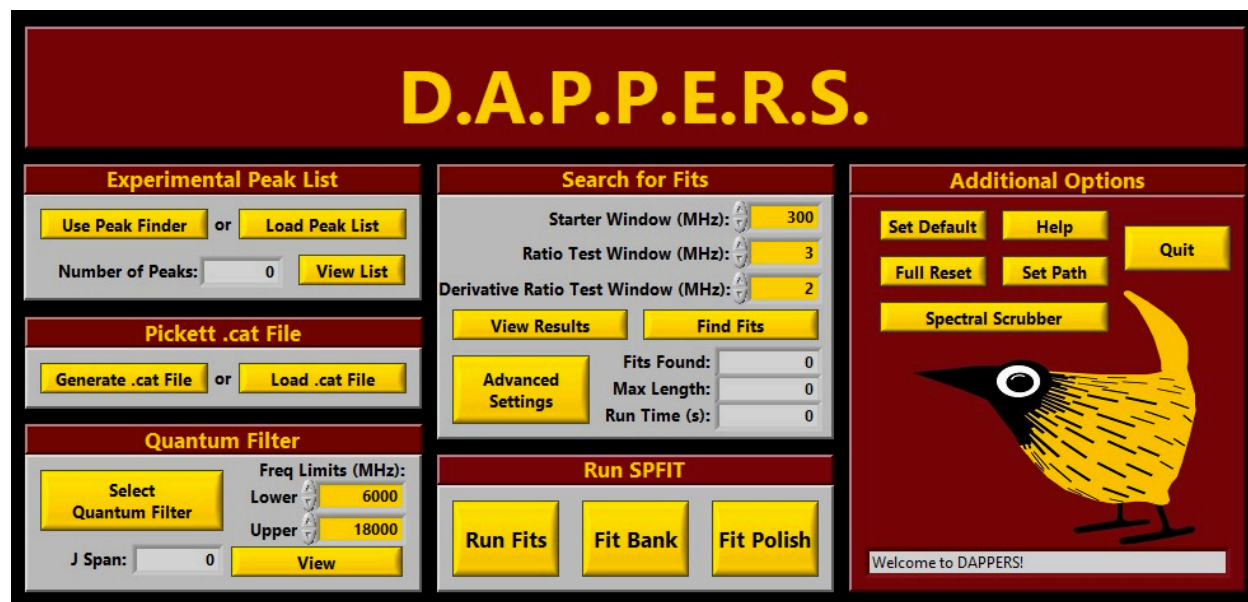 D.A.P.P.E.R.S.
Experimental Peak List
Use Peak Finder or Load Peak List
Number of Peaks: 0 View List
Pickett .cat File
Generate .cat File or Load .cat File
Quantum Filter
Select
Quantum Filter
Freq Limits (MHz):
Lower 6000
Upper 18000
J Span: 0 View
Search for Fits
Starter Window (MHz): 300
Ratio Test Window (MHz): 3
Derivative Ratio Test Window (MHz): 2
View Results Find Fits
Advanced
Settings
Fits Found: 0
Max Length: 0
Run Time (s): 0
Run SPFIT
Run Fits Fit Bank Fit Polish
Additional Options
Set Default Help Quit
Full Reset Set Path
Spectral Scrubber
Welcome to DAPPERS!